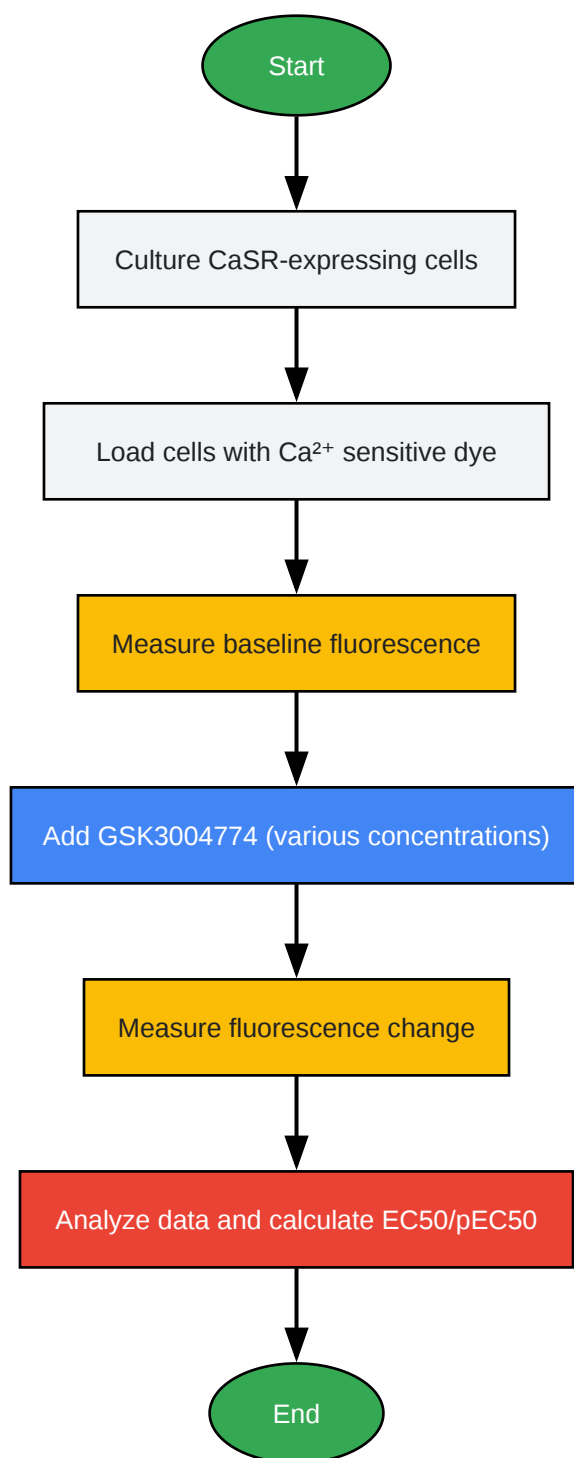 Start
Culture CaSR-expressing cells
Load cells with Ca²⁺ sensitive dye
Measure baseline fluorescence
Add GSK3004774 (various concentrations)
Measure fluorescence change
Analyze data and calculate EC50/pEC50
End